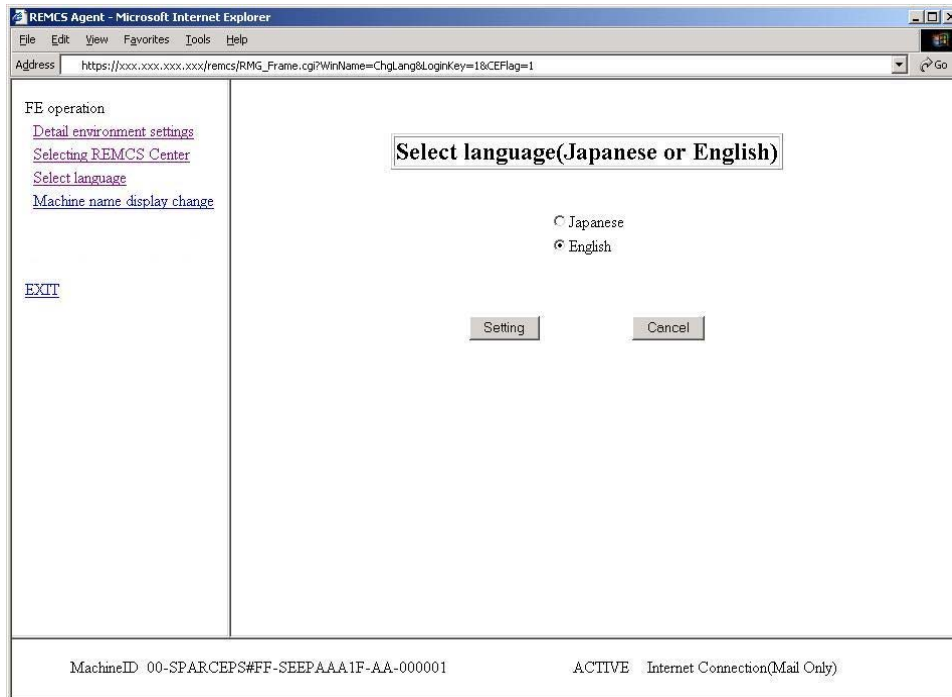 REMCS Agent - Microsoft Internet Explorer
File Edit View Favorites Tools Help
Address https://xxx.xxx.xxx.xxx/remcs/RMG_Frame.cgi?WinName=ChgLang&LoginKey=1&CEFlag=1 Go
FE operation
Detail environment settings
Selecting REMCS Center
Select language
Machine name display change
EXIT
Select language(Japanese or English)
Japanese
English
Setting Cancel
MachineID 00-SPARCEPS#FF-SEEPAAA1F-AA-000001 ACTIVE Internet Connection(Mail Only)